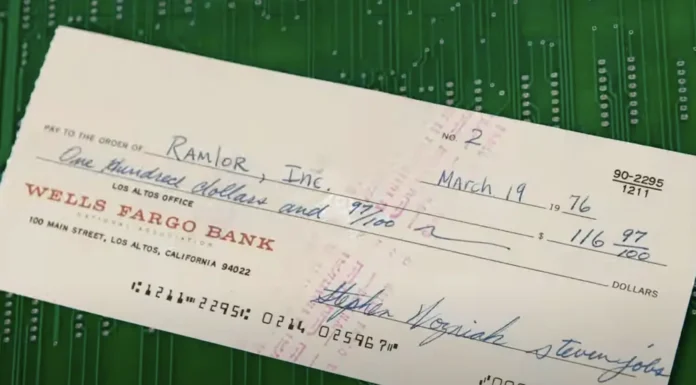 NO. 2
90-2295
1211
March 19 1976
PAY TO THE ORDER OF Ramlor, Inc. $ 116 97/100
One Hundred dollars and 97/100 DOLLARS
LOS ALTOS OFFICE
WELLS FARGO BANK
NATIONAL ASSOCIATION
100 MAIN STREET, LOS ALTOS, CALIFORNIA 94022
Stephen Wozniak steven jobs
⑆1211⑉2295⑆ 0214 025967⑈